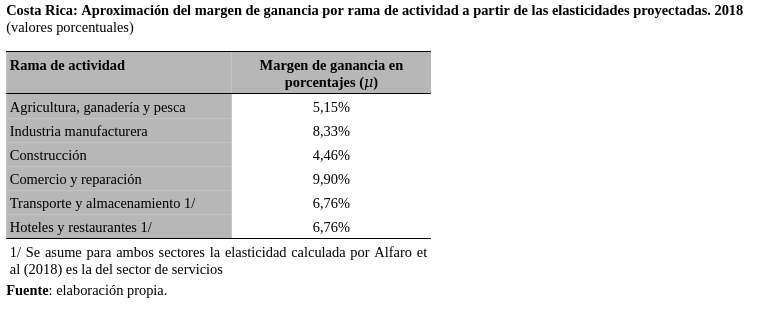 Costa Rica: Aproximación del margen de ganancia por rama de actividad a partir de las elasticidades proyectadas. 2018
(valores porcentuales)
Rama de actividad
Margen de ganancia en
porcentajes (μ)
Agricultura, ganadería y pesca 5,15%
Industria manufacturera 8,33%
Construcción 4,46%
Comercio y reparación 9,90%
Transporte y almacenamiento 1/ 6,76%
Hoteles y restaurantes 1/ 6,76%
1/ Se asume para ambos sectores la elasticidad calculada por Alfaro et
al (2018) es la del sector de servicios
Fuente: elaboración propia.